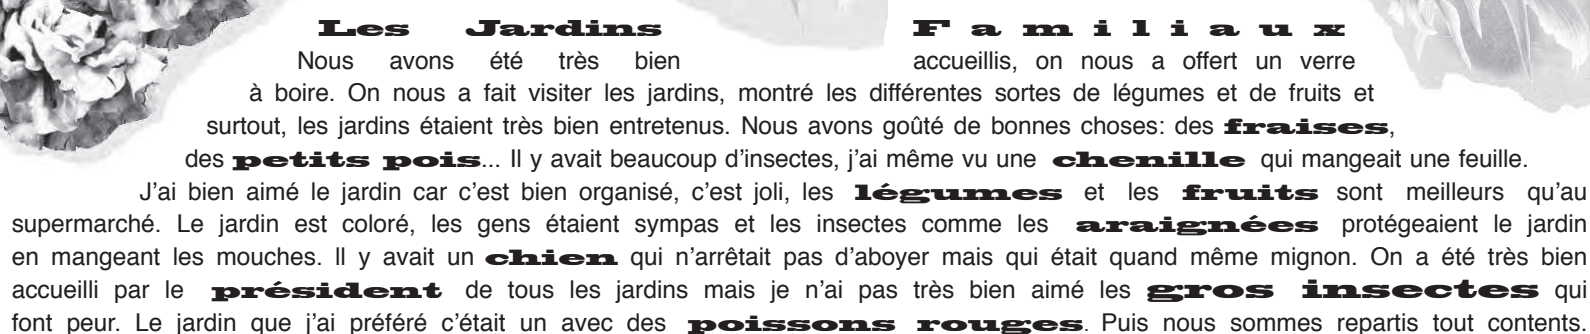 Les Jardins Familiaux
Nous avons été très bien accueillis, on nous a offert un verre
à boire. On nous a fait visiter les jardins, montré les différentes sortes de légumes et de fruits et
surtout, les jardins étaient très bien entretenus. Nous avons goûté de bonnes choses: des fraises,
des petits pois... Il y avait beaucoup d'insectes, j'ai même vu une chenille qui mangeait une feuille.
J'ai bien aimé le jardin car c'est bien organisé, c'est joli, les légumes et les fruits sont meilleurs qu'au
supermarché. Le jardin est coloré, les gens étaient sympas et les insectes comme les araignées protégeaient le jardin
en mangeant les mouches. Il y avait un chien qui n'arrêtait pas d'aboyer mais qui était quand même mignon. On a été très bien
accueilli par le président de tous les jardins mais je n'ai pas très bien aimé les gros insectes qui
font peur. Le jardin que j'ai préféré c'était un avec des poissons rouges. Puis nous sommes repartis tout contents.